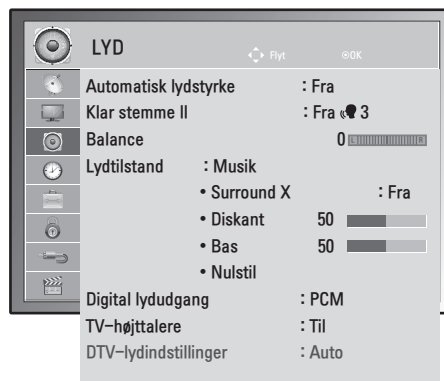 LYD
Flyt
OK
Automatisk lydstyrke : Fra
Klar stemme II : Fra 3
Balance 0 L R
Lydtilstand : Musik
• Surround X : Fra
• Diskant 50
• Bas 50
• Nulstil
Digital lydudgang : PCM
TV-højttalere : Til
DTV-lydindstillinger : Auto